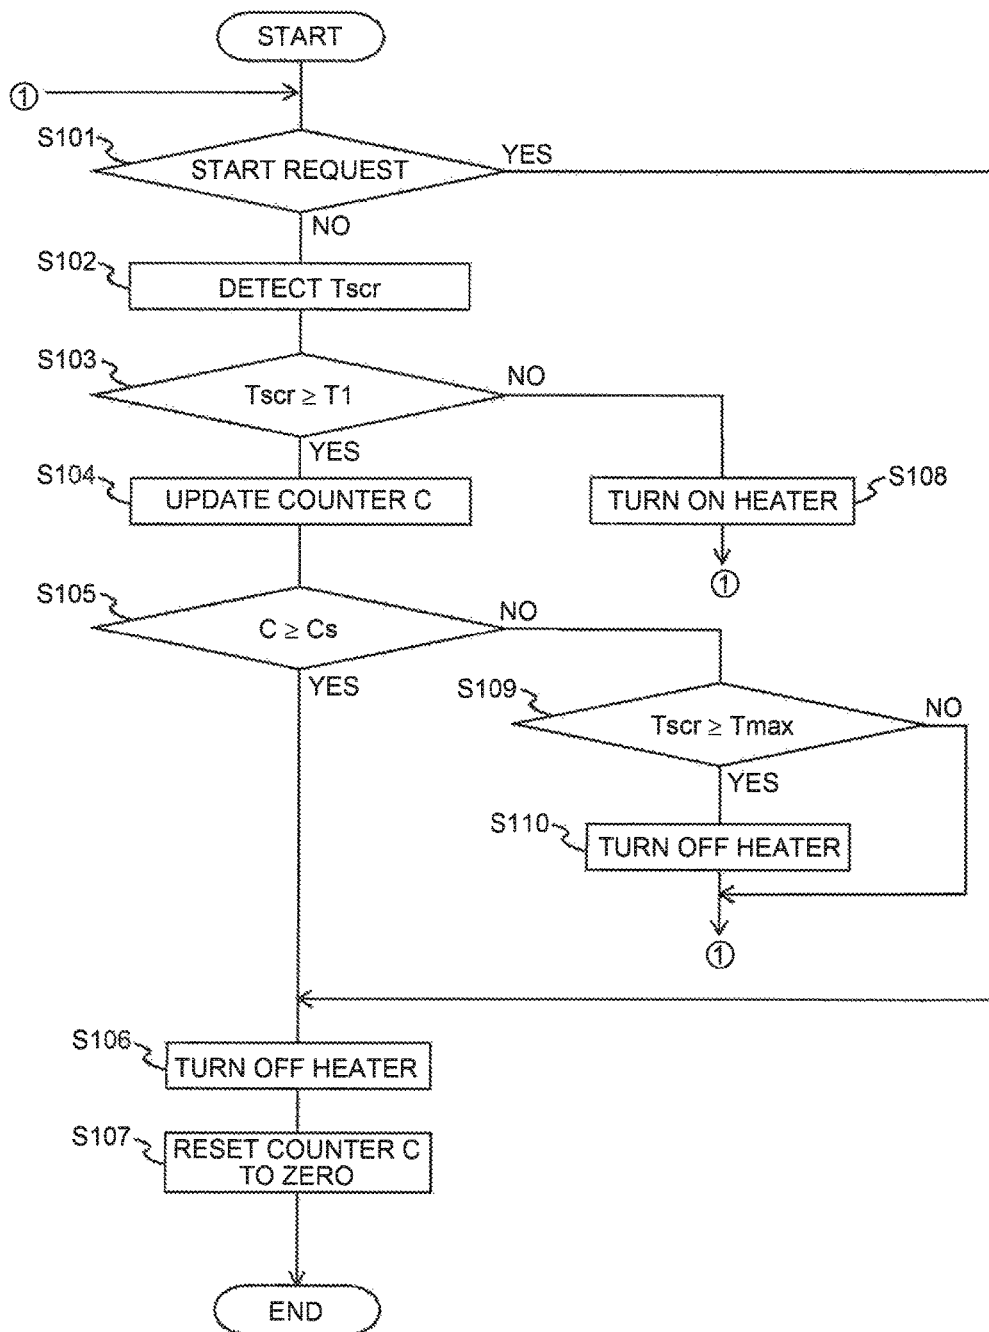 START
①
S101
START REQUEST
YES
NO
S102
DETECT Tscr
S103
Tscr ≥ T1
NO
YES
S104
UPDATE COUNTER C
S108
TURN ON HEATER
①
S105
C ≥ Cs
NO
YES
S109
Tscr ≥ Tmax
NO
YES
S110
TURN OFF HEATER
①
S106
TURN OFF HEATER
S107
RESET COUNTER C
TO ZERO
END